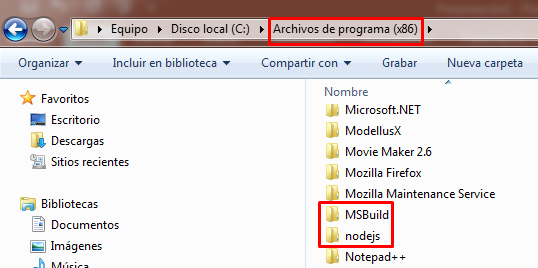 Equipo ▸ Disco local (C:) ▸ Archivos de programa (x86) ▸
Organizar Incluir en biblioteca Compartir con Grabar Nueva carpeta
Favoritos
Escritorio
Descargas
Sitios recientes
Bibliotecas
Documentos
Imágenes
Música
Nombre
Microsoft.NET
ModellusX
Movie Maker 2.6
Mozilla Firefox
Mozilla Maintenance Service
MSBuild
nodejs
Notepad++